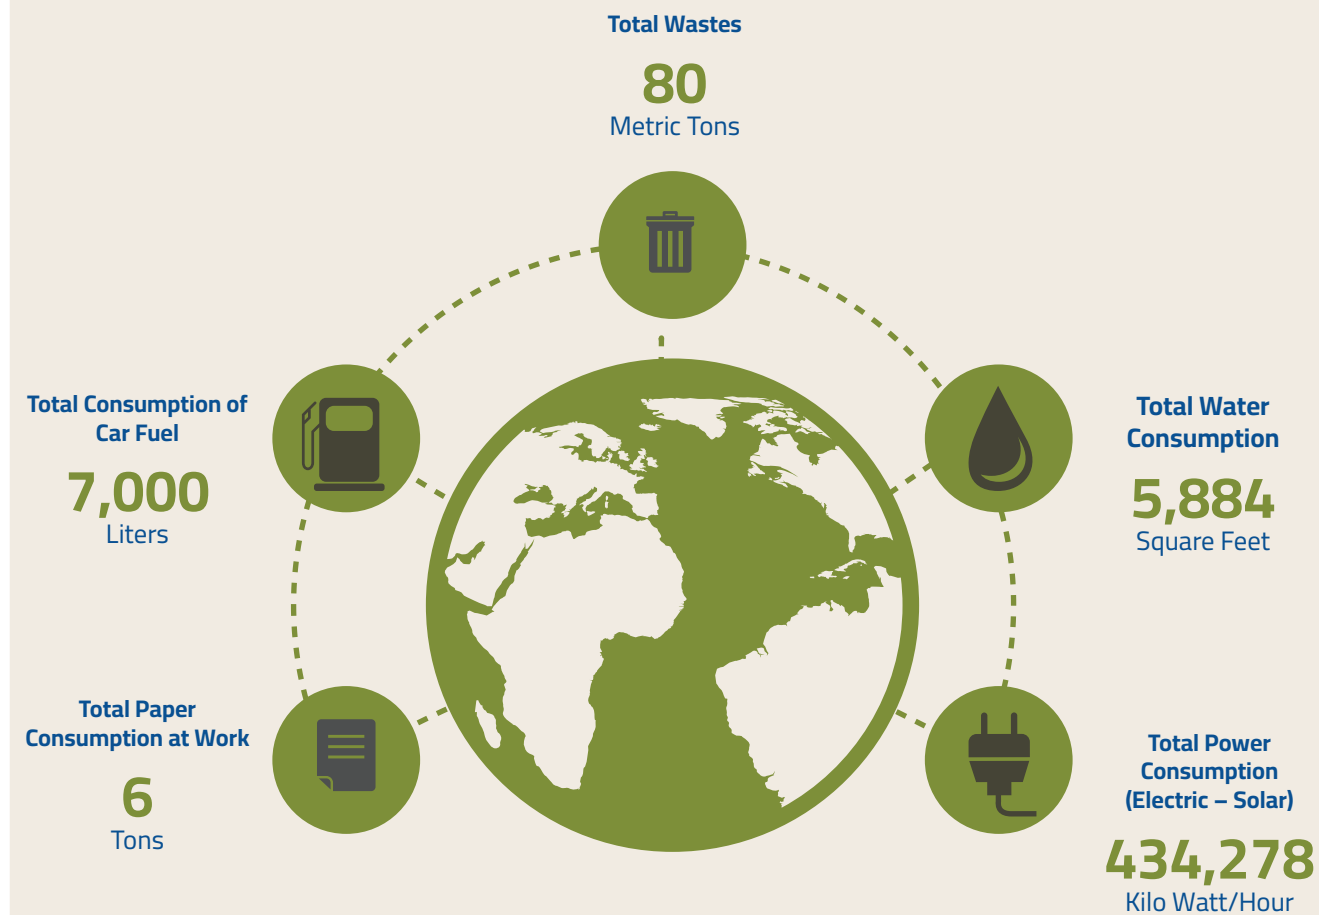 Total Wastes
80
Metric Tons
Total Consumption of
Car Fuel
7,000
Liters
Total Water
Consumption
5,884
Square Feet
Total Paper
Consumption at Work
6
Tons
Total Power
Consumption
(Electric – Solar)
434,278
Kilo Watt/Hour